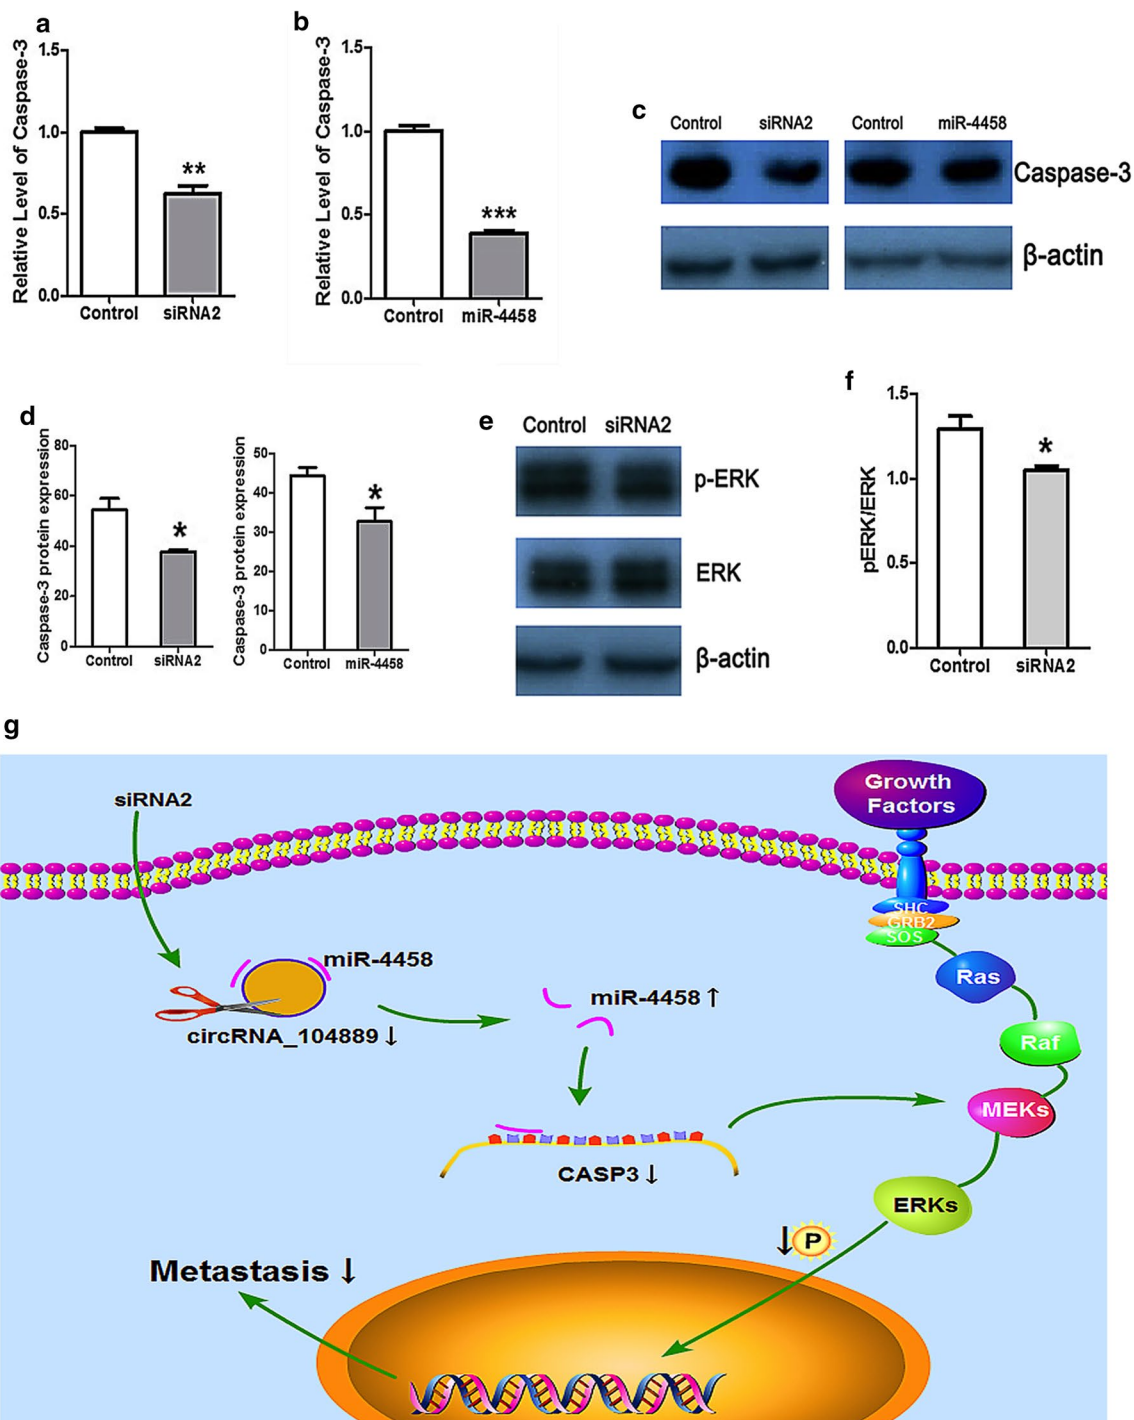 a
Relative Level of Caspase-3
1.5
1.0
0.5
0.0
**
Control siRNA2
b
Relative Level of Caspase-3
1.5
1.0
0.5
0.0
***
Control miR-4458
c
Control siRNA2 Control miR-4458
Caspase-3
β-actin
d
Caspase-3 protein expression
80
60
40
20
0
*
Control siRNA2
Caspase-3 protein expression
50
40
30
20
10
0
*
Control miR-4458
e
Control siRNA2
p-ERK
ERK
β-actin
f
pERK/ERK
1.5
1.0
0.5
0.0
*
Control siRNA2
g
siRNA2
Growth
Factors
SHC
GRB2
SOS
Ras
Raf
MEKs
ERKs
miR-4458
circRNA_104889 ↓
miR-4458 ↑
CASP3 ↓
↓ P
Metastasis ↓